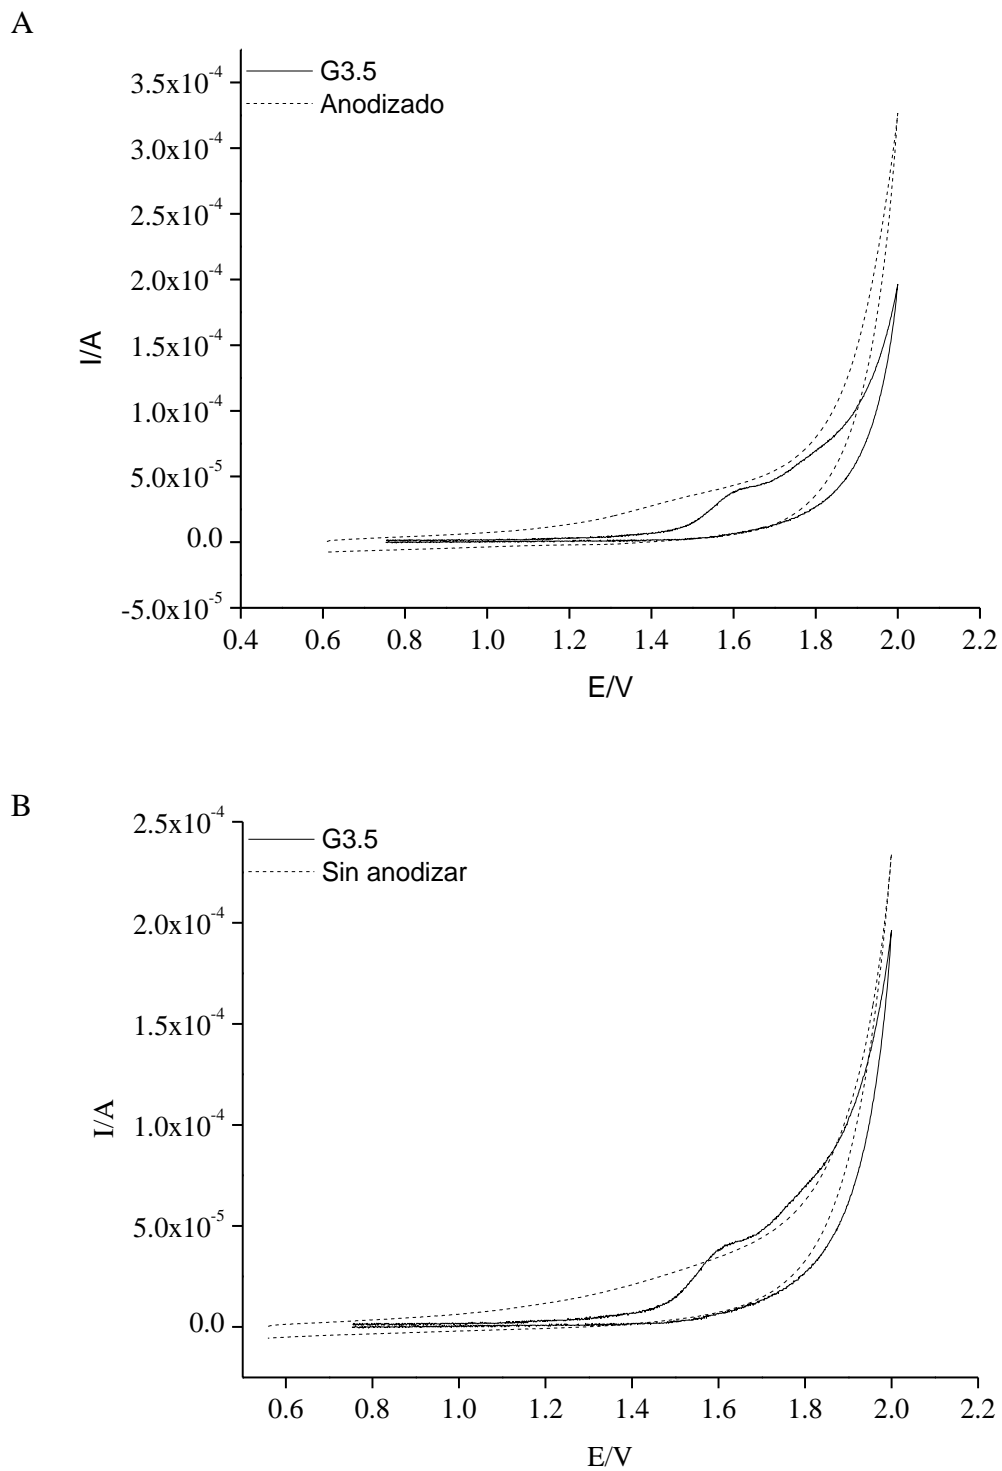 A
G3.5
Anodizado
3.5x10⁻⁴
3.0x10⁻⁴
2.5x10⁻⁴
2.0x10⁻⁴
1.5x10⁻⁴
1.0x10⁻⁴
5.0x10⁻⁵
0.0
-5.0x10⁻⁵
I/A
0.4 0.6 0.8 1.0 1.2 1.4 1.6 1.8 2.0 2.2
E/V
B
G3.5
Sin anodizar
2.5x10⁻⁴
2.0x10⁻⁴
1.5x10⁻⁴
1.0x10⁻⁴
5.0x10⁻⁵
0.0
I/A
0.6 0.8 1.0 1.2 1.4 1.6 1.8 2.0 2.2
E/V